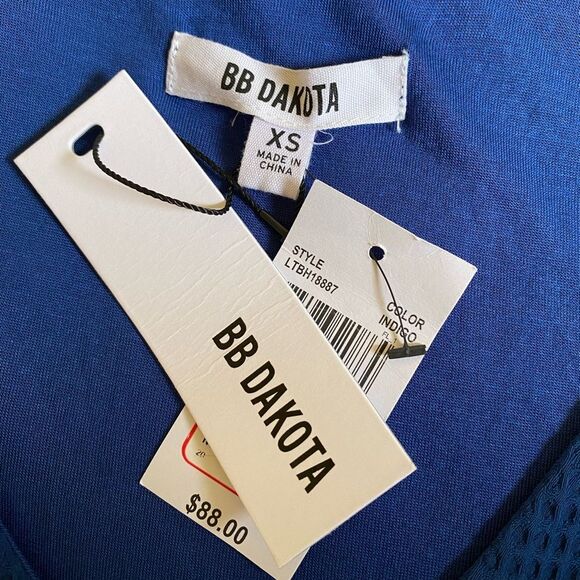 BB DAKOTA
XS
MADE IN
CHINA
STYLE
LTBH18887
COLOR
INDIGO
BB DAKOTA
$88.00